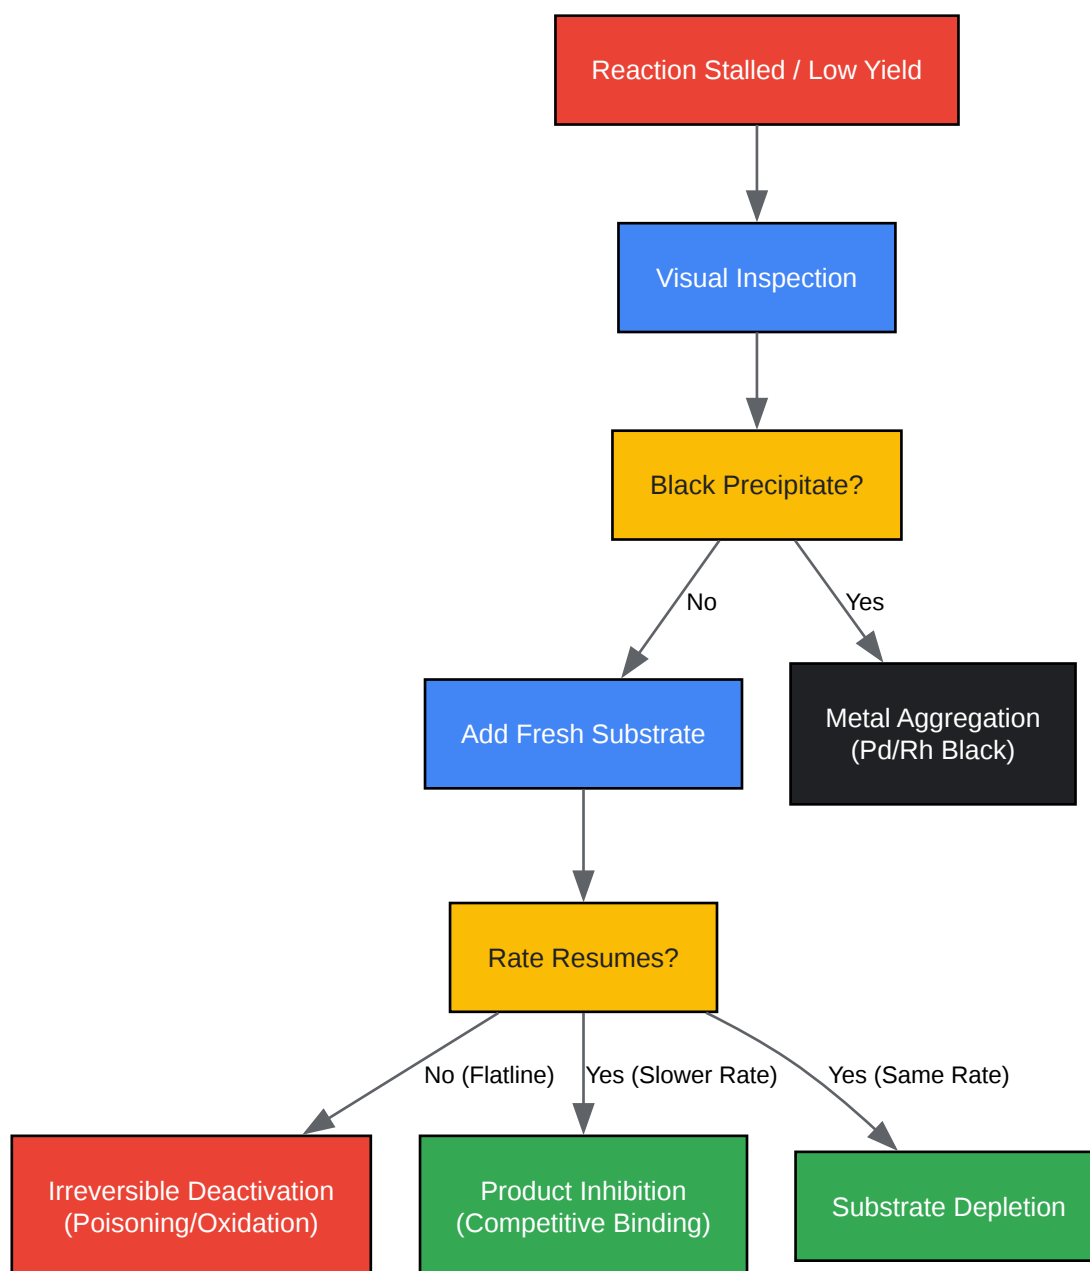 Reaction Stalled / Low Yield
Visual Inspection
Black Precipitate?
No
Yes
Metal Aggregation
(Pd/Rh Black)
Add Fresh Substrate
Rate Resumes?
No (Flatline)
Yes (Slower Rate)
Yes (Same Rate)
Irreversible Deactivation
(Poisoning/Oxidation)
Product Inhibition
(Competitive Binding)
Substrate Depletion